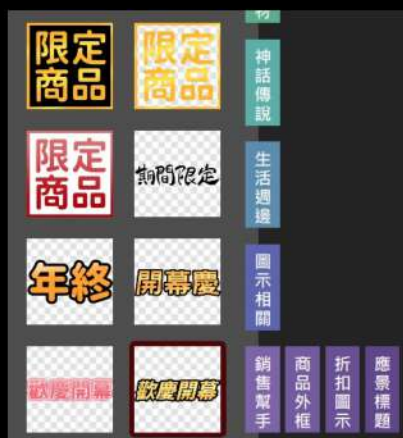 限定
商品
限定
商品
限定
商品
期間限定
年終
開幕慶
歡慶開幕
歡慶開幕
物
神話傳說
生活週邊
圖示相關
銷售幫手
商品外框
折扣圖示
應景標題